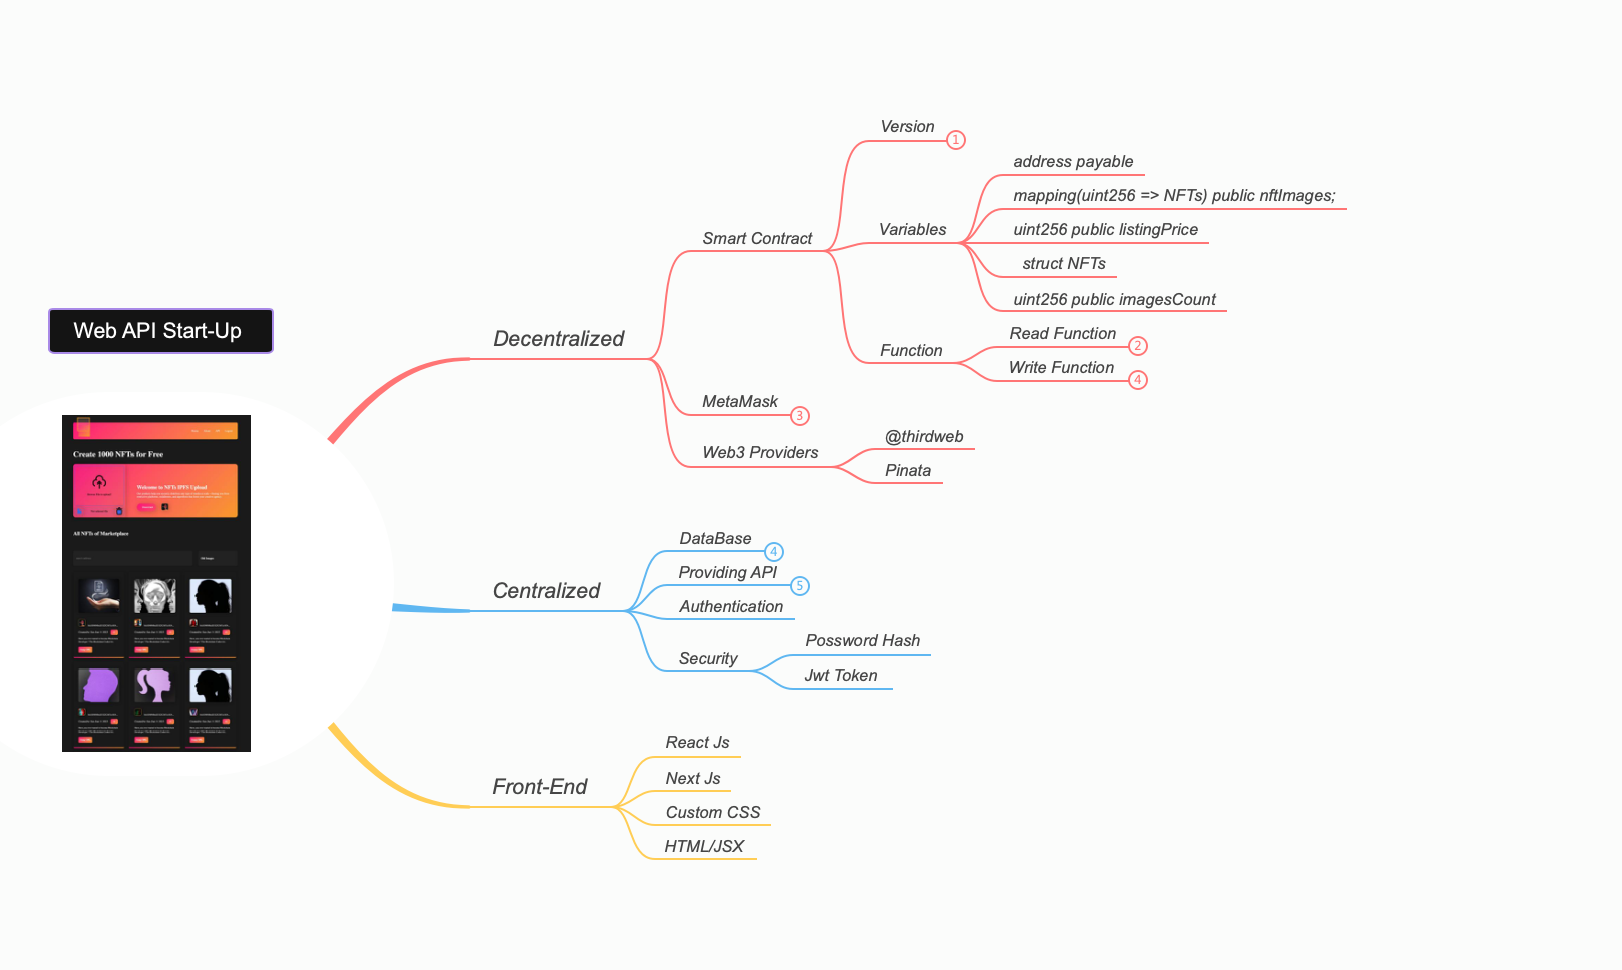 Web API Start-Up
Create 1000 NFTs for Free
Welcome to NFTs IPFS Upload
All NFTs of Marketplace
Decentralized
Smart Contract
Version
1
Variables
address payable
mapping(uint256 => NFTs) public nftImages;
uint256 public listingPrice
struct NFTs
uint256 public imagesCount
Function
Read Function
2
Write Function
4
MetaMask
3
Web3 Providers
@thirdweb
Pinata
Centralized
DataBase
4
Providing API
5
Authentication
Security
Possword Hash
Jwt Token
Front-End
React Js
Next Js
Custom CSS
HTML/JSX